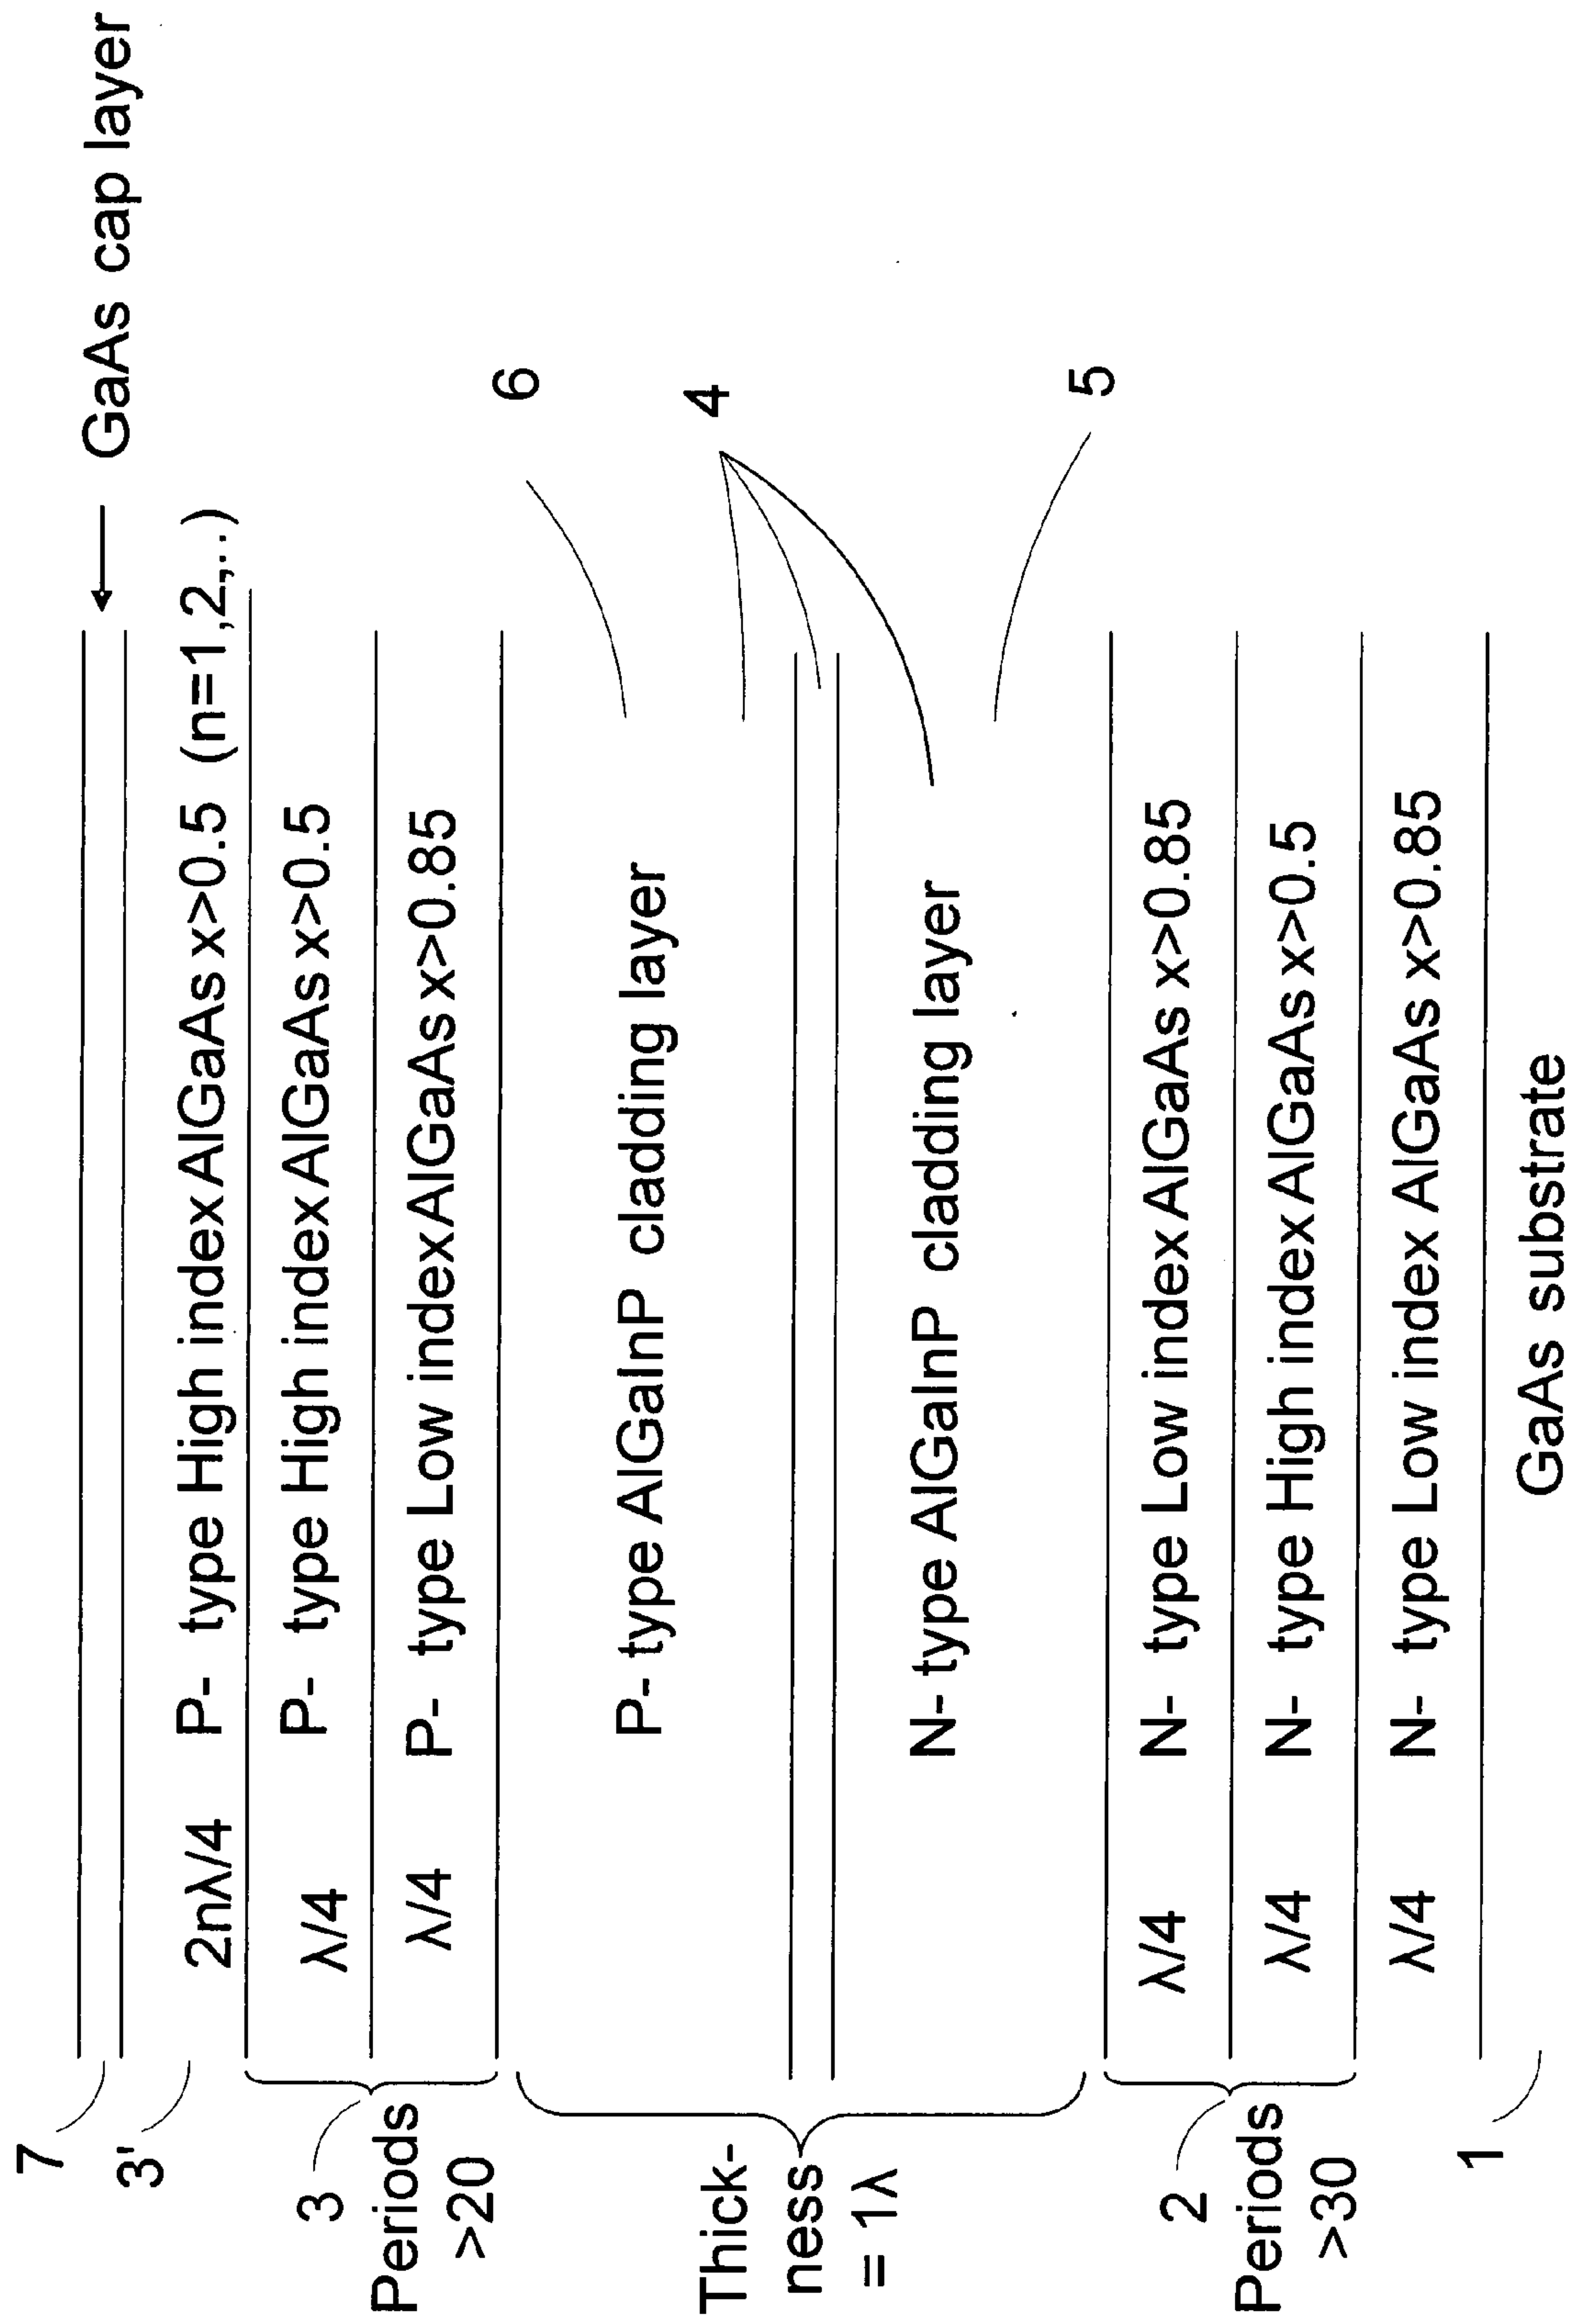 7
GaAs cap layer
3'
2nλ/4 P- type High index AlGaAs x>0.5 (n=1,2,..)
λ/4 P- type High index AlGaAs x>0.5
3
Periods
>20
λ/4 P- type Low index AlGaAs x>0.85
6
P- type AlGaInP cladding layer
4
Thick-
ness
= 1λ
N- type AlGaInP cladding layer
5
λ/4 N- type Low index AlGaAs x>0.85
2
Periods
>30
λ/4 N- type High index AlGaAs x>0.5
λ/4 N- type Low index AlGaAs x>0.85
1
GaAs substrate